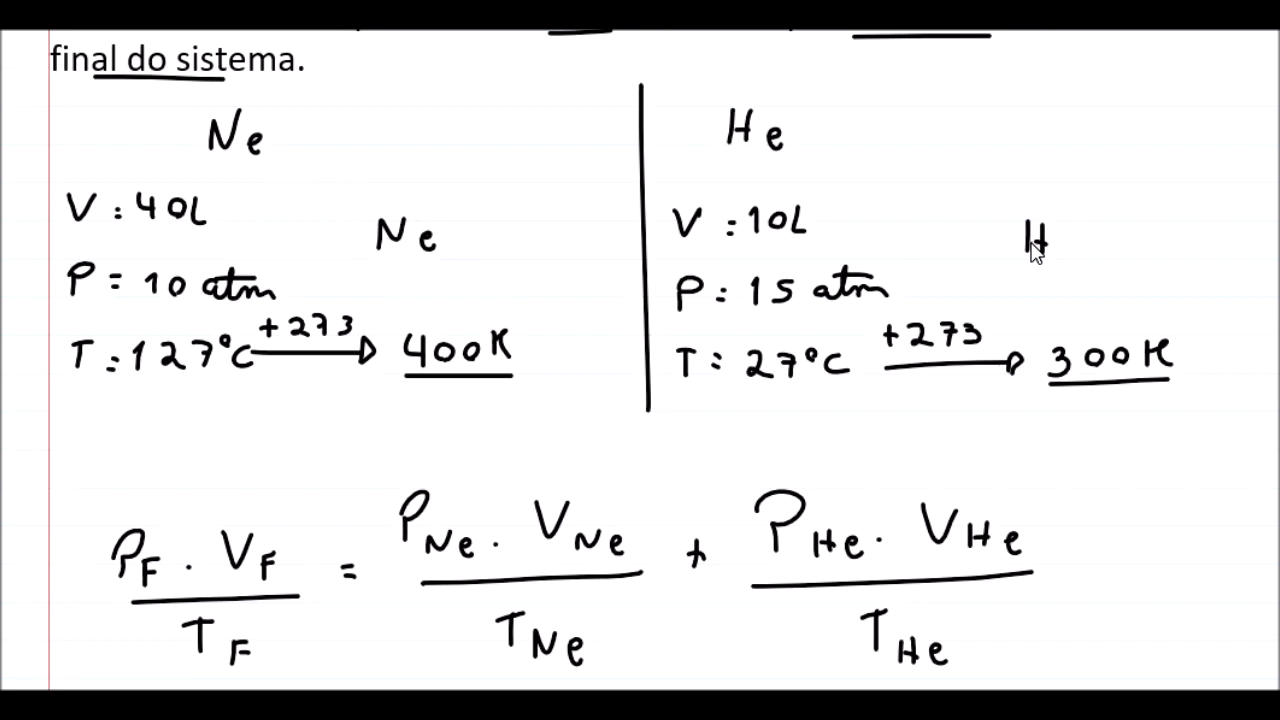 final do sistema.
Ne
V : 40L
Ne
P = 10 atm
T : 127°C +273 400K
He
V : 10L
H
P : 15 atm
T : 27°C +273 300K
PF . VF / TF = PNe . VNe / TNe + PHe . VHe / THe